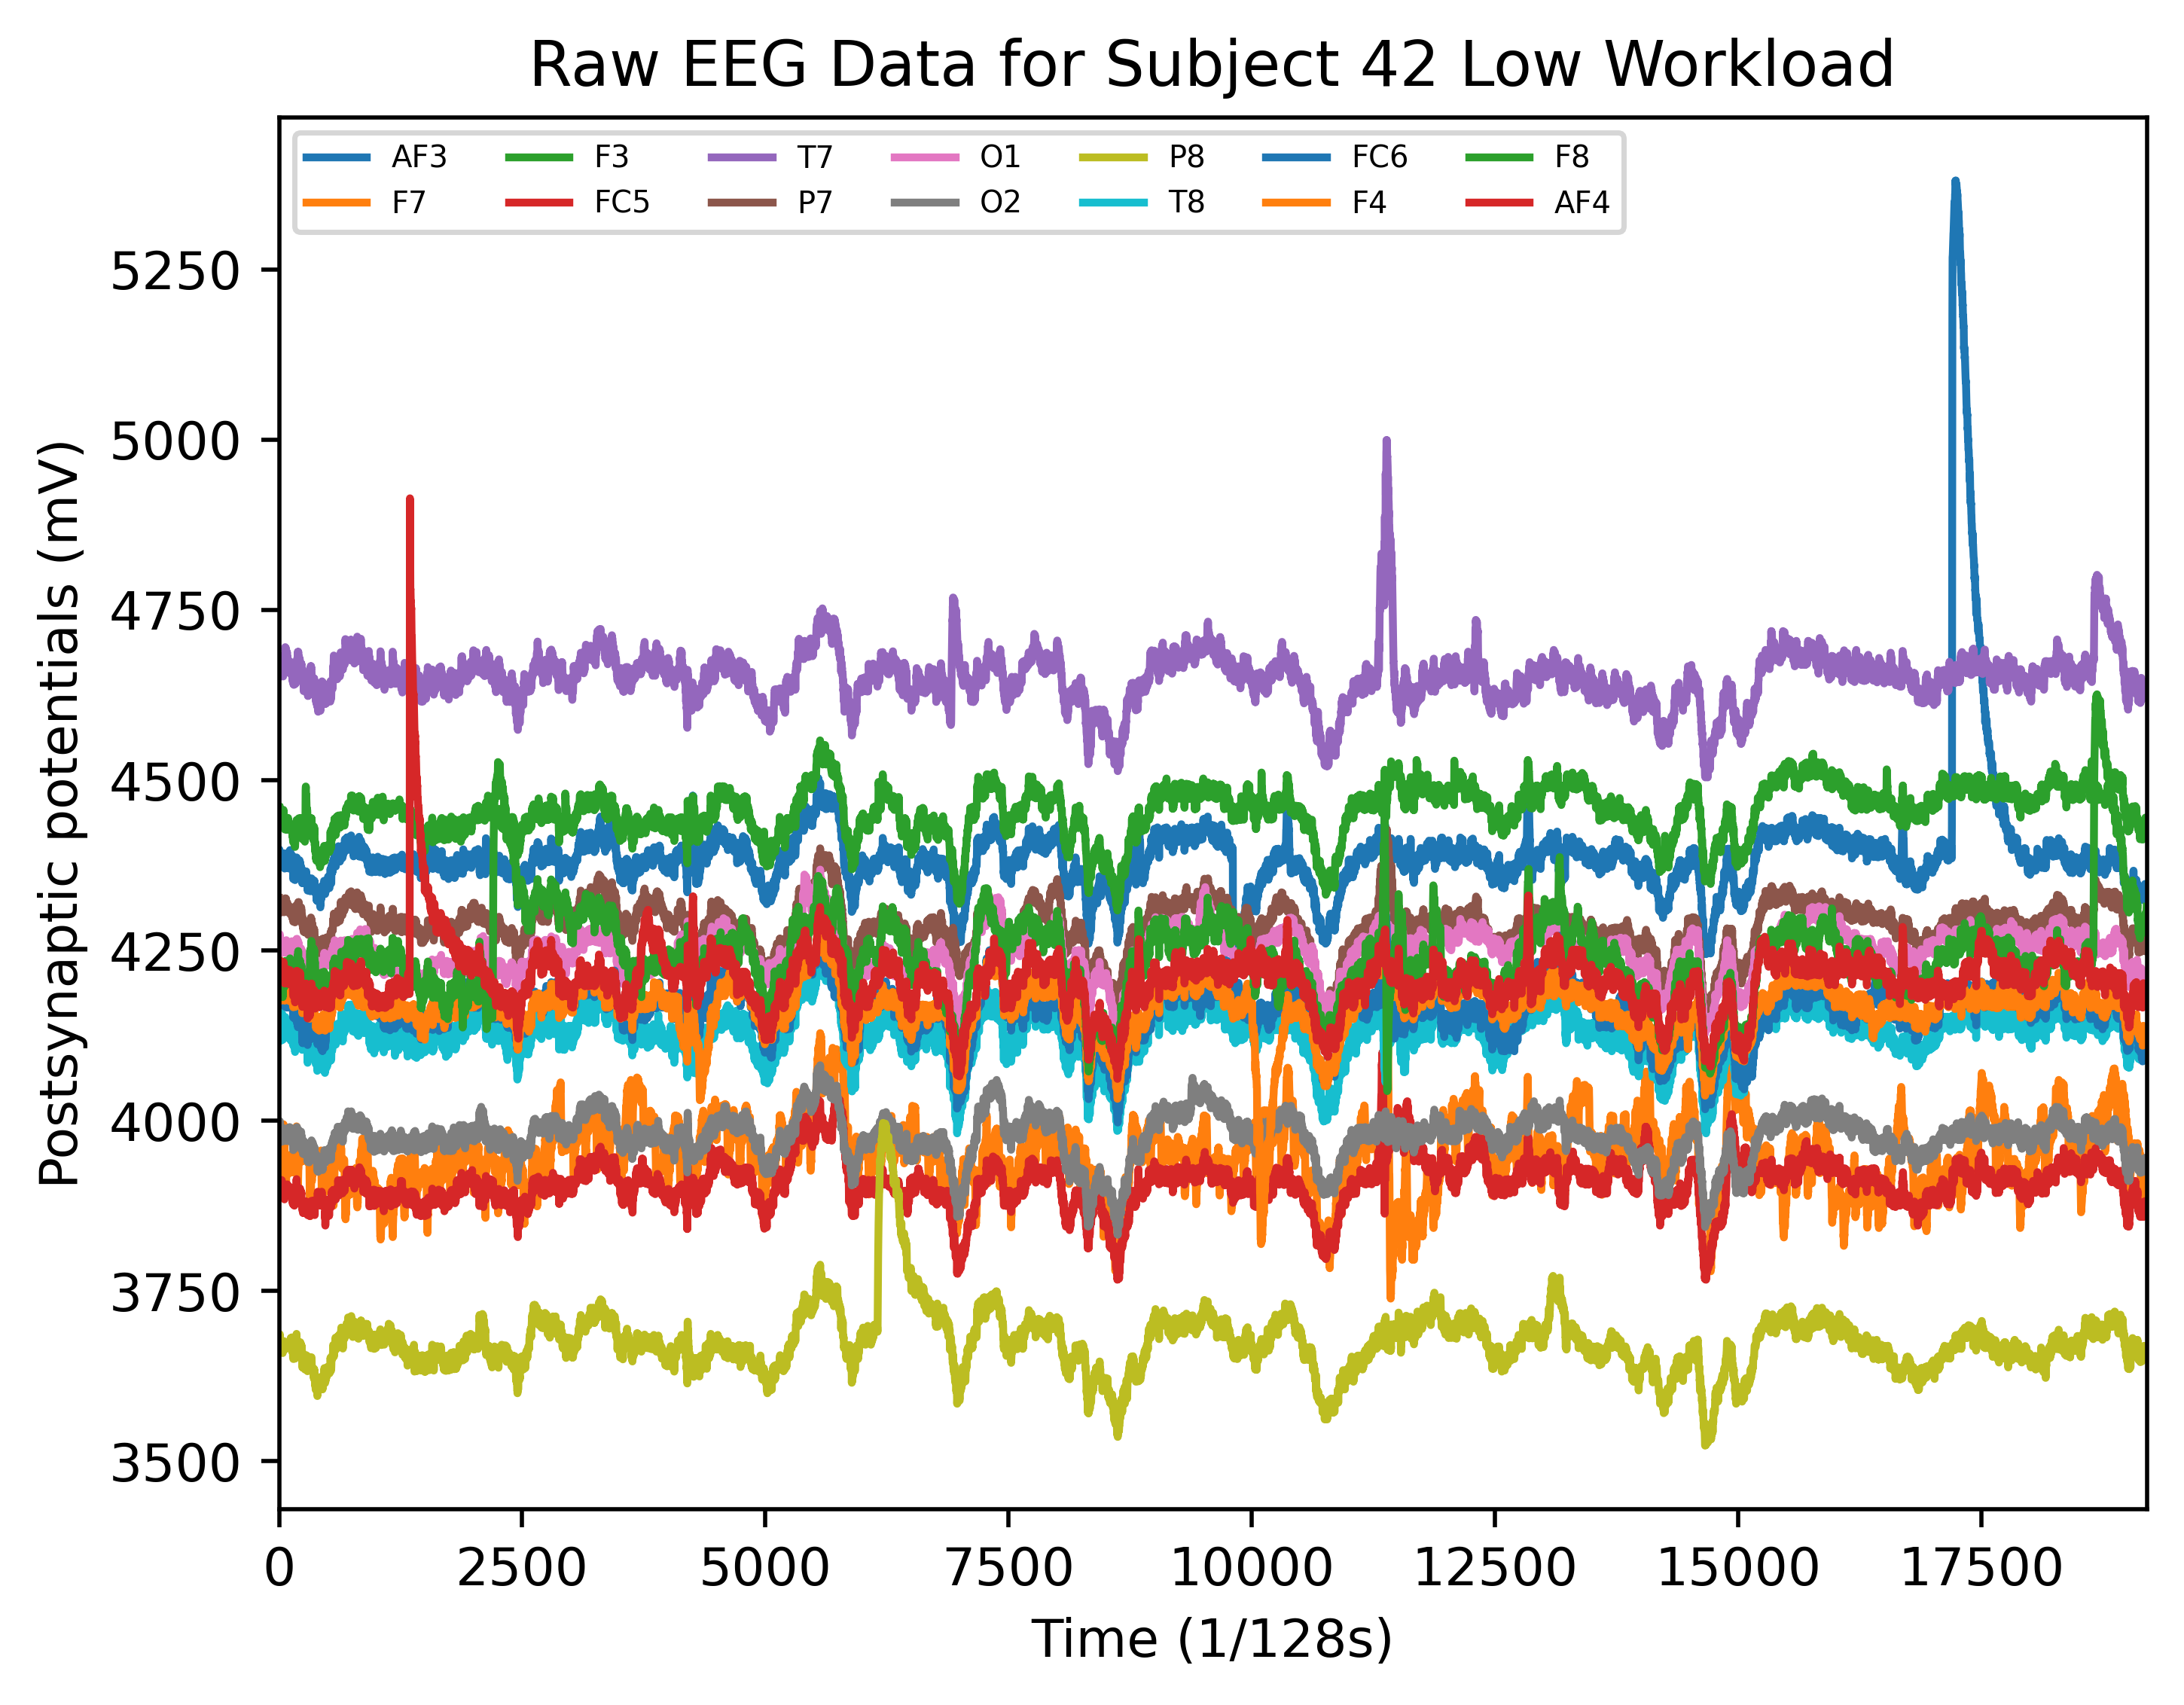 Raw EEG Data for Subject 42 Low Workload
AF3 F3 T7 O1 P8 FC6 F8
F7 FC5 P7 O2 T8 F4 AF4
Postsynaptic potentials (mV)
5250
5000
4750
4500
4250
4000
3750
3500
0 2500 5000 7500 10000 12500 15000 17500
Time (1/128s)